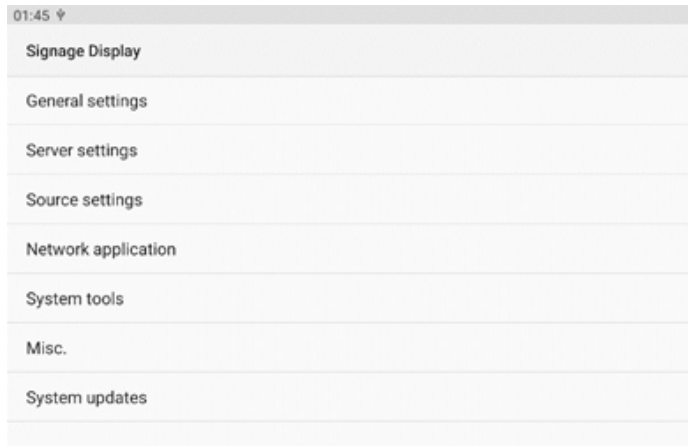 01:45
Signage Display
General settings
Server settings
Source settings
Network application
System tools
Misc.
System updates